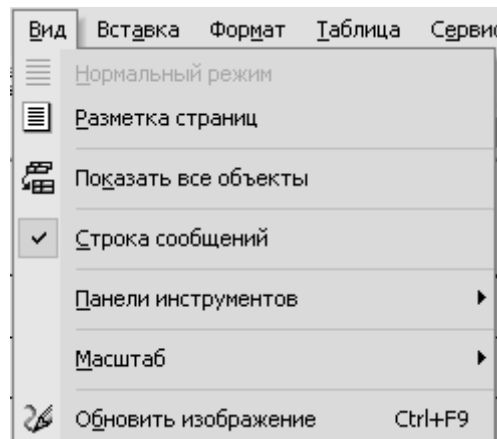 Вид Вставка Формат Таблица Сервис
Нормальный режим
Разметка страниц
Показать все объекты
Строка сообщений
Панели инструментов
Масштаб
Обновить изображение Ctrl+F9